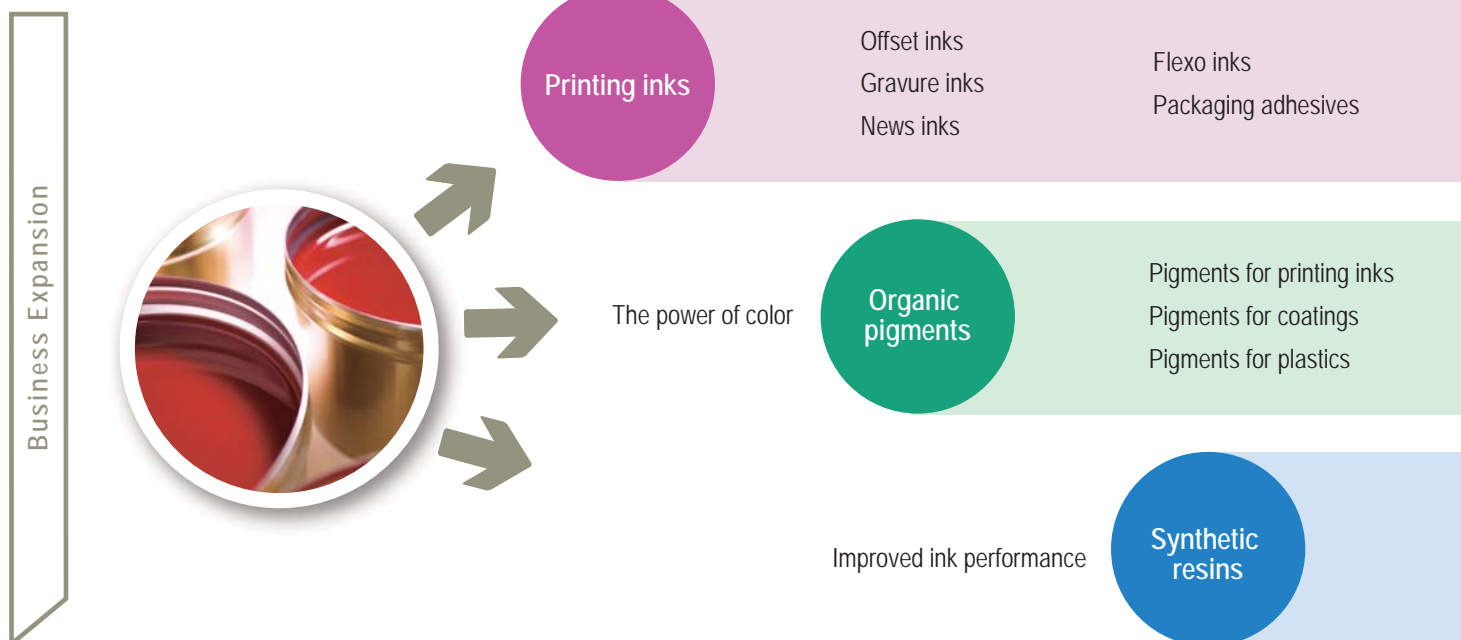 Business Expansion
Printing inks
Offset inks
Gravure inks
News inks
Flexo inks
Packaging adhesives
The power of color
Organic
pigments
Pigments for printing inks
Pigments for coatings
Pigments for plastics
Improved ink performance
Synthetic
resins